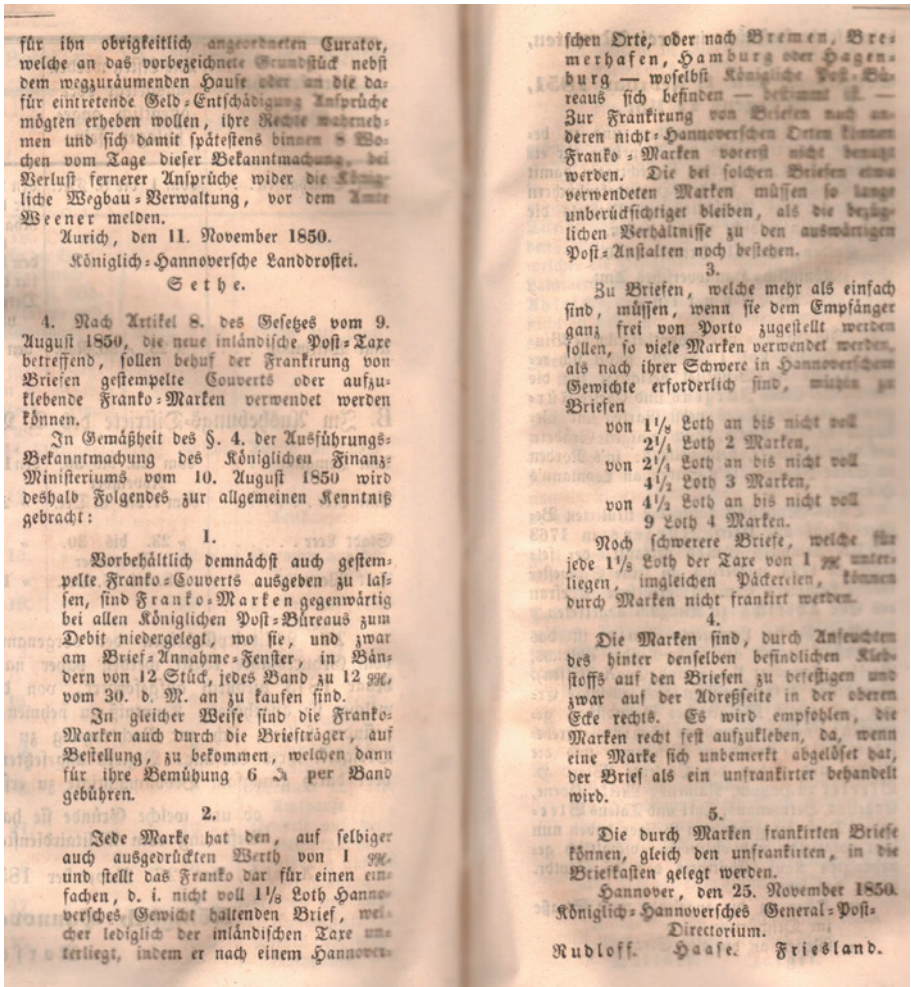 für ihn obrigkeitlich angeordneten Curator,
welche an das vorbezeichnete Grundstück nebst
dem wegzuräumenden Hause oder an die da-
für eintretende Geld-Entschädigung Ansprüche
mögten erheben wollen, ihre Rechte wahrneh-
men und sich damit spätestens binnen 8 Wo-
chen vom Tage dieser Bekanntmachung, bei
Verlust fernerer Ansprüche wider die König-
liche Wegbau-Verwaltung, vor dem Amte
Weener melden.
Aurich, den 11. November 1850.
Königlich-Hannoversche Landdrostei.
Sethe.
4. Nach Artikel 8. des Gesetzes vom 9.
August 1850, die neue inländische Post-Taxe
betreffend, sollen behuf der Frankirung von
Briefen gestempelte Couverts oder aufzu-
klebende Franko-Marken verwendet werden
können.
In Gemäßheit des §. 4. der Ausführungs-
Bekanntmachung des Königlichen Finanz-
Ministeriums vom 10. August 1850 wird
deshalb Folgendes zur allgemeinen Kenntniß
gebracht:
1.
Vorbehältlich demnächst auch gestem-
pelte Franko-Couverts ausgeben zu las-
sen, sind Franko-Marken gegenwärtig
bei allen Königlichen Post-Büreaus zum
Debit niedergelegt, wo sie, und zwar
am Brief-Annahme-Fenster, in Bän-
dern von 12 Stück, jedes Band zu 12 ggr.
vom 30. d. M. an zu kaufen sind.
In gleicher Weise sind die Franko-
Marken auch durch die Briefträger, auf
Bestellung, zu bekommen, welchen dann
für ihre Bemühung 6 ₰ per Band
gebühren.
2.
Jede Marke hat den, auf selbiger
auch ausgedrückten Werth von 1 ggr.
und stellt das Franko dar für einen ein-
fachen, d. i. nicht voll 1⅛ Loth Hanno-
versches Gewicht haltenden Brief, wel-
cher lediglich der inländischen Taxe un-
terliegt, indem er nach einem Hannover-
schen Orte, oder nach Bremen, Bre-
merhafen, Hamburg oder Hagen-
burg — woselbst Königliche Post-Bü-
reaus sich befinden — bestimmt ist. —
Zur Frankirung von Briefen nach an-
deren nicht-Hannoverschen Orten können
Franko-Marken vorerst nicht benutzt
werden. Die bei solchen Briefen etwa
verwendeten Marken müssen so lange
unberücksichtiget bleiben, als die bezüg-
lichen Verhältnisse zu den auswärtigen
Post-Anstalten noch bestehen.
3.
Zu Briefen, welche mehr als einfach
sind, müssen, wenn sie dem Empfänger
ganz frei von Porto zugestellt werden
sollen, so viele Marken verwendet werden,
als nach ihrer Schwere in Hannoverschem
Gewichte erforderlich sind, mithin zu
Briefen
von 1⅛ Loth an bis nicht voll
2¼ Loth 2 Marken,
von 2¼ Loth an bis nicht voll
4½ Loth 3 Marken,
von 4½ Loth an bis nicht voll
9 Loth 4 Marken.
Noch schwerere Briefe, welche für
jede 1⅛ Loth der Taxe von 1 ggr unter-
liegen, imgleichen Päckereien, können
durch Marken nicht frankirt werden.
4.
Die Marken sind, durch Anfeuchten
des hinter denselben befindlichen Kleb-
stoffs auf den Briefen zu befestigen und
zwar auf der Adreßseite in der oberen
Ecke rechts. Es wird empfohlen, die
Marken recht fest aufzukleben, da, wenn
eine Marke sich unbemerkt abgelöset hat,
der Brief als ein unfrankirter behandelt
wird.
5.
Die durch Marken frankirten Briefe
können, gleich den unfrankirten, in die
Briefkasten gelegt werden.
Hannover, den 25. November 1850.
Königlich-Hannoversches General-Post-
Directorium.
Rudloff. Haase. Friesland.